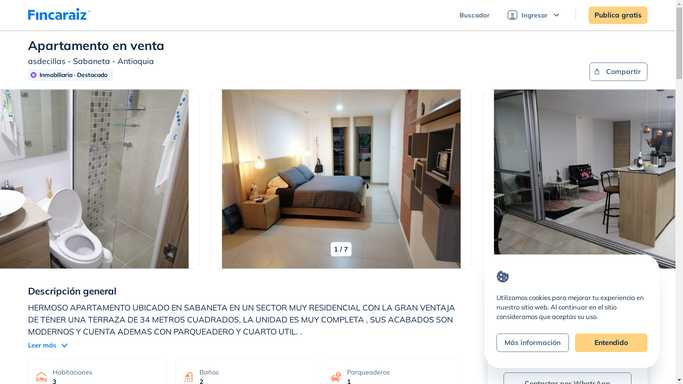 Fincaraiz
Buscador
Ingresar
Publica gratis
Apartamento en venta
asdecillas - Sabaneta - Antioquia
Inmobiliaria · Destacado
Compartir
1 / 7
Descripción general
HERMOSO APARTAMENTO UBICADO EN SABANETA EN UN SECTOR MUY RESIDENCIAL CON LA GRAN VENTAJA
DE TENER UNA TERRAZA DE 34 METROS CUADRADOS, LA UNIDAD ES MUY COMPLETA , SUS ACABADOS SON
MODERNOS Y CUENTA ADEMAS CON PARQUEADERO Y CUARTO UTIL. .
Leer más
Habitaciones
3
Baños
2
Parqueaderos
1
Utilizamos cookies para mejorar tu experiencia en
nuestro sitio web. Al continuar en el sitio
consideramos que aceptas su uso.
Más información
Entendido
Contactar por WhatsApp